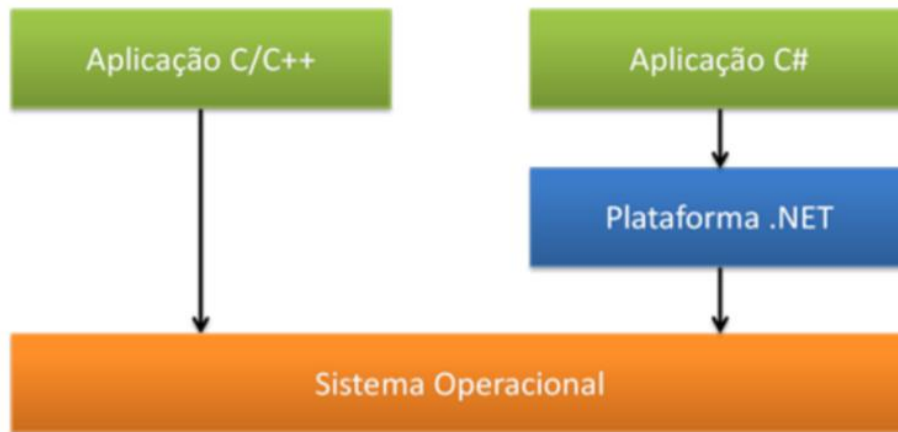 Aplicação C/C++
Aplicação C#
Plataforma .NET
Sistema Operacional